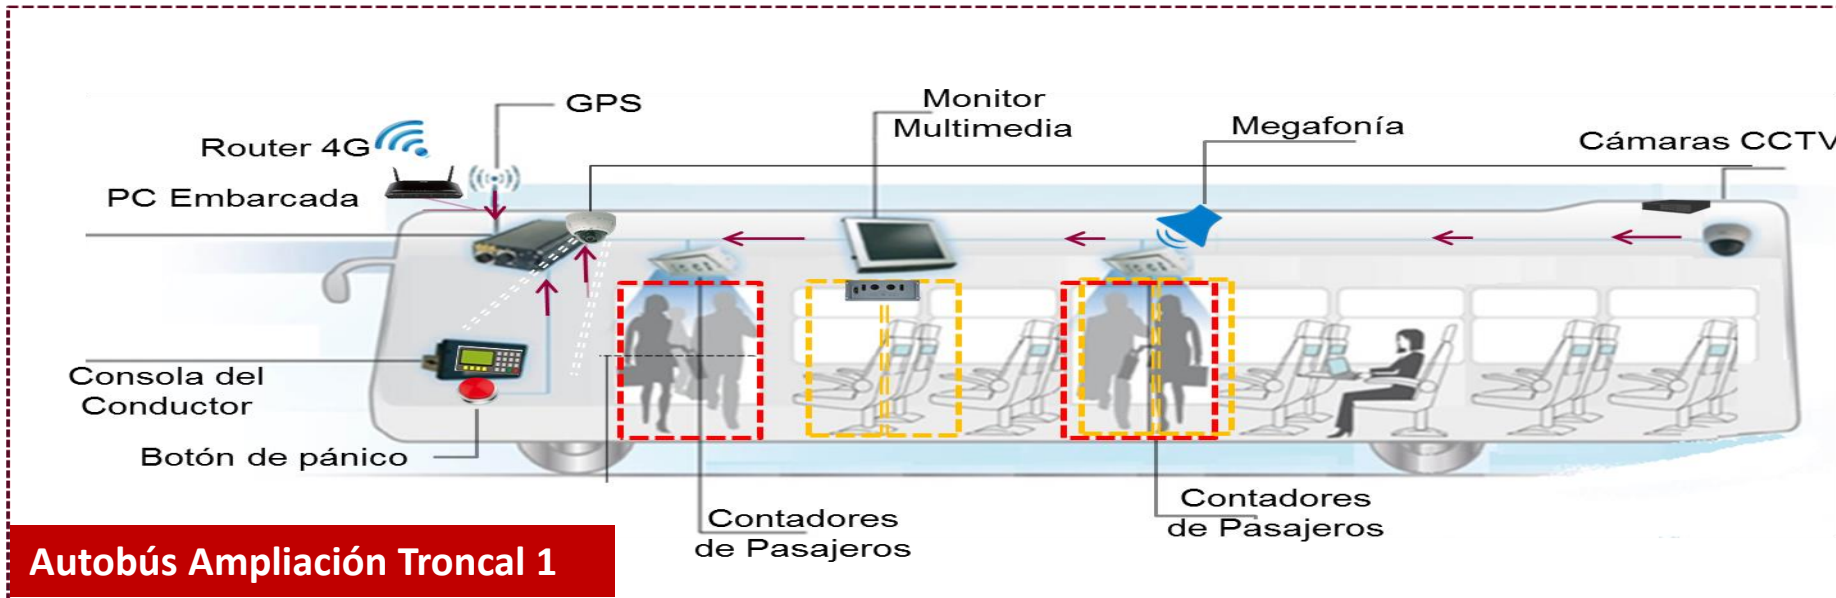 GPS
Monitor
Multimedia
Megafonía
Cámaras CCTV
Router 4G
PC Embarcada
Consola del
Conductor
Botón de pánico
Contadores
de Pasajeros
Contadores
de Pasajeros
Autobús Ampliación Troncal 1